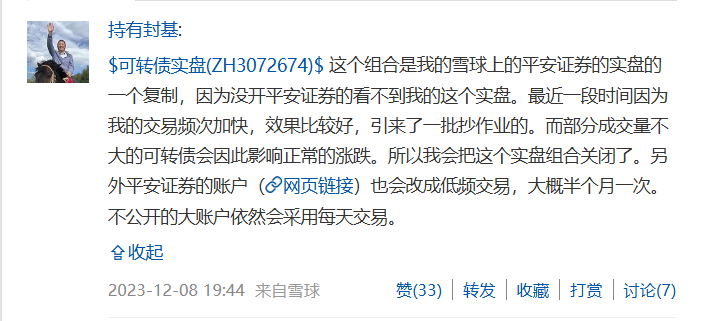 持有封基:
$可转债实盘(ZH3072674)$ 这个组合是我的雪球上的平安证券的实盘的
一个复制，因为没开平安证券的看不到我的这个实盘。最近一段时间因为
我的交易频次加快，效果比较好，引来了一批抄作业的。而部分成交量不
大的可转债会因此影响正常的涨跌。所以我会把这个实盘组合关闭了。另
外平安证券的账户（网页链接）也会改成低频交易，大概半个月一次。
不公开的大账户依然会采用每天交易。
收起
2023-12-08 19:44 来自雪球 赞(33) 转发 收藏 打赏 讨论(7)